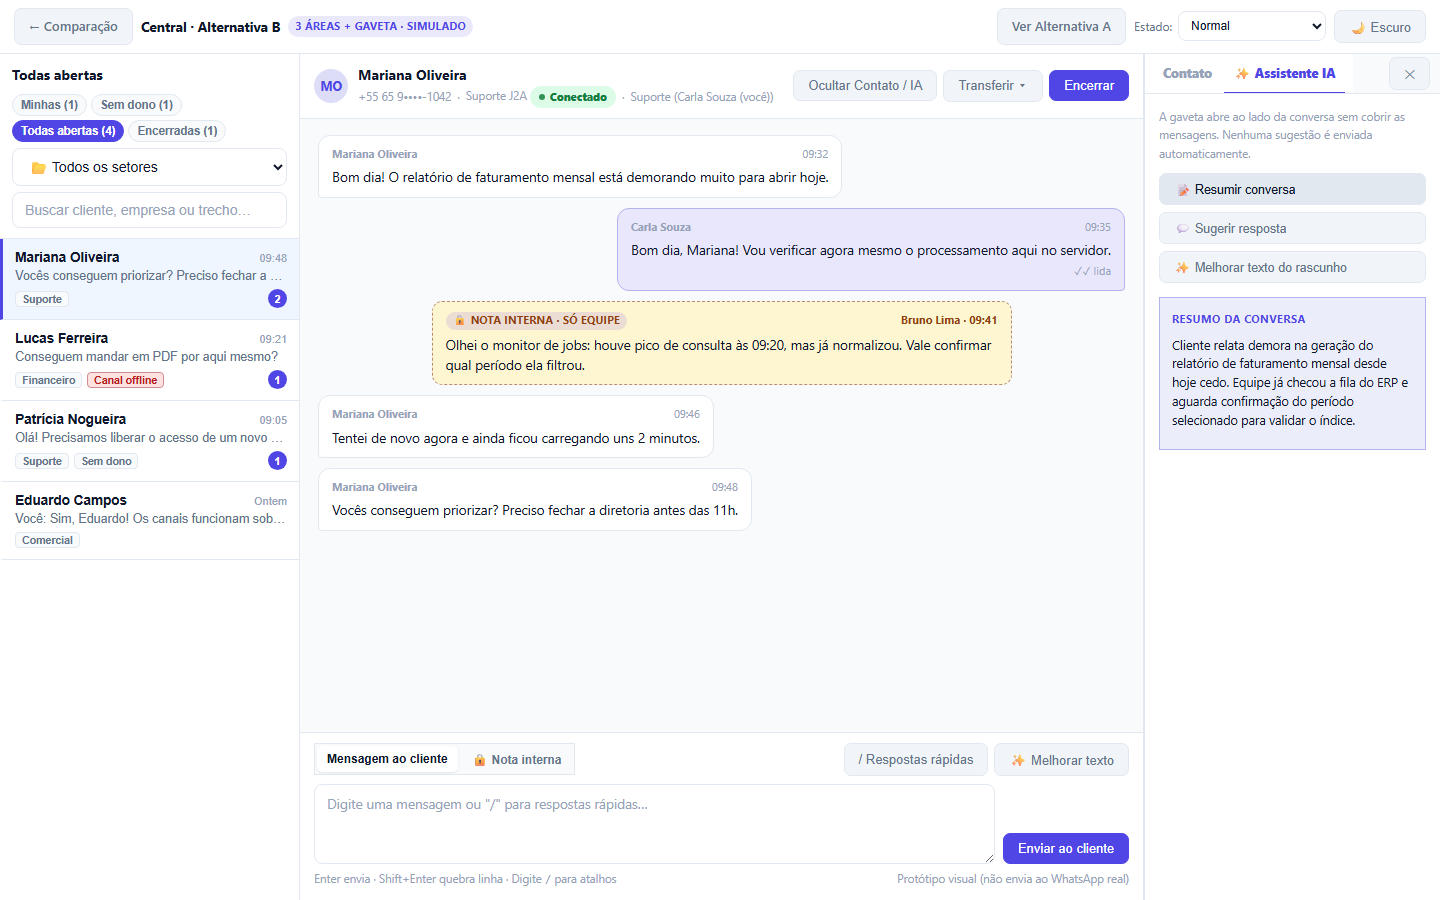 ← Comparação
Central · Alternativa B
3 ÁREAS + GAVETA · SIMULADO
Ver Alternativa A
Estado:
Normal
Escuro
Todas abertas
Minhas (1)
Sem dono (1)
Todas abertas (4)
Encerradas (1)
Todos os setores
Buscar cliente, empresa ou trecho…
Mariana Oliveira
09:48
Vocês conseguem priorizar? Preciso fechar a …
Suporte
2
Lucas Ferreira
09:21
Conseguem mandar em PDF por aqui mesmo?
Financeiro
Canal offline
1
Patrícia Nogueira
09:05
Olá! Precisamos liberar o acesso de um novo …
Suporte
Sem dono
1
Eduardo Campos
Ontem
Você: Sim, Eduardo! Os canais funcionam sob…
Comercial
MO
Mariana Oliveira
+55 65 9••••-1042 · Suporte J2A
Conectado
· Suporte (Carla Souza (você))
Ocultar Contato / IA
Transferir
Encerrar
Mariana Oliveira
09:32
Bom dia! O relatório de faturamento mensal está demorando muito para abrir hoje.
Carla Souza
09:35
Bom dia, Mariana! Vou verificar agora mesmo o processamento aqui no servidor.
✓✓ lida
NOTA INTERNA · SÓ EQUIPE
Bruno Lima · 09:41
Olhei o monitor de jobs: houve pico de consulta às 09:20, mas já normalizou. Vale confirmar
qual período ela filtrou.
Mariana Oliveira
09:46
Tentei de novo agora e ainda ficou carregando uns 2 minutos.
Mariana Oliveira
09:48
Vocês conseguem priorizar? Preciso fechar a diretoria antes das 11h.
Mensagem ao cliente
Nota interna
/ Respostas rápidas
Melhorar texto
Digite uma mensagem ou "/" para respostas rápidas…
Enviar ao cliente
Enter envia · Shift+Enter quebra linha · Digite / para atalhos
Protótipo visual (não envia ao WhatsApp real)
Contato
Assistente IA
×
A gaveta abre ao lado da conversa sem cobrir as
mensagens. Nenhuma sugestão é enviada
automaticamente.
Resumir conversa
Sugerir resposta
Melhorar texto do rascunho
RESUMO DA CONVERSA
Cliente relata demora na geração do
relatório de faturamento mensal desde
hoje cedo. Equipe já checou a fila do ERP e
aguarda confirmação do período
selecionado para validar o índice.